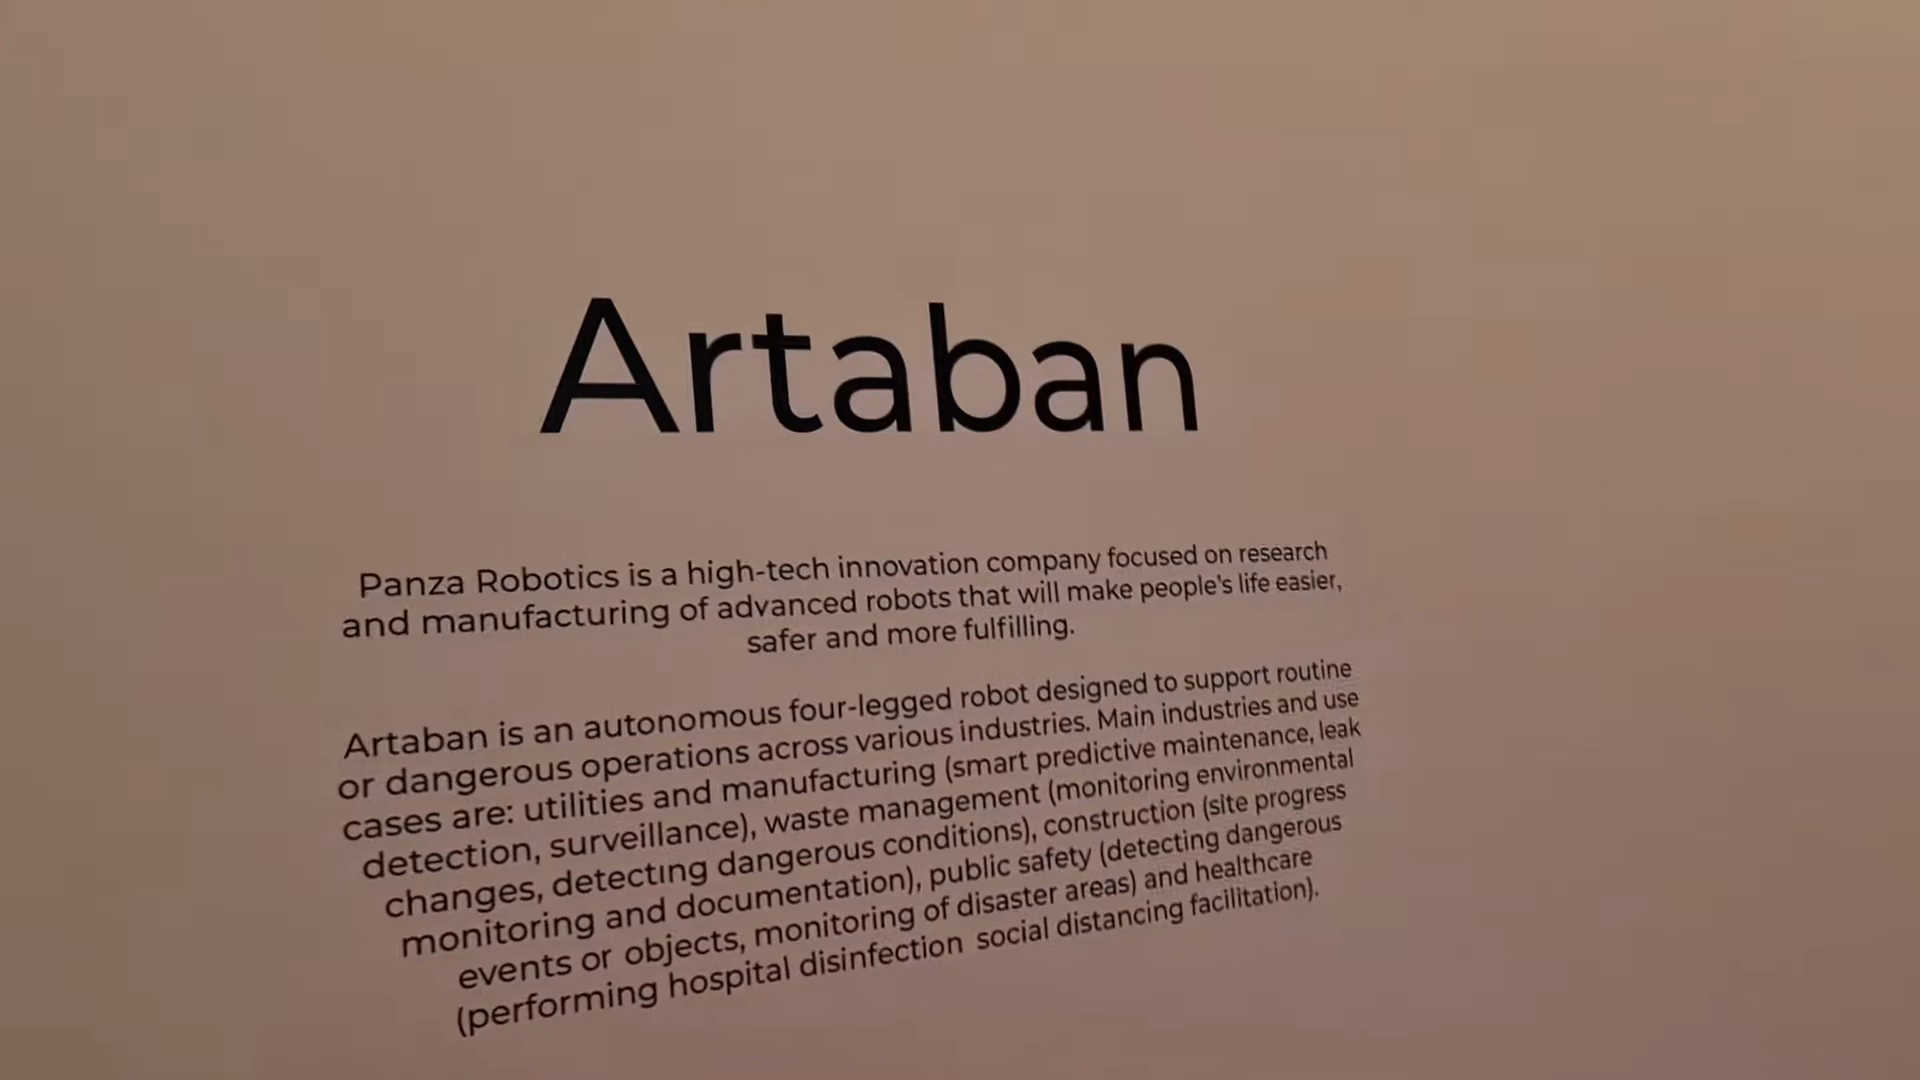 Artaban
Panza Robotics is a high-tech innovation company focused on research
and manufacturing of advanced robots that will make people's life easier,
safer and more fulfilling.
Artaban is an autonomous four-legged robot designed to support routine
or dangerous operations across various industries. Main industries and use
cases are: utilities and manufacturing (smart predictive maintenance, leak
detection, surveillance), waste management (monitoring environmental
changes, detecting dangerous conditions), construction (site progress
monitoring and documentation), public safety (detecting dangerous
events or objects, monitoring of disaster areas) and healthcare
(performing hospital disinfection social distancing facilitation).